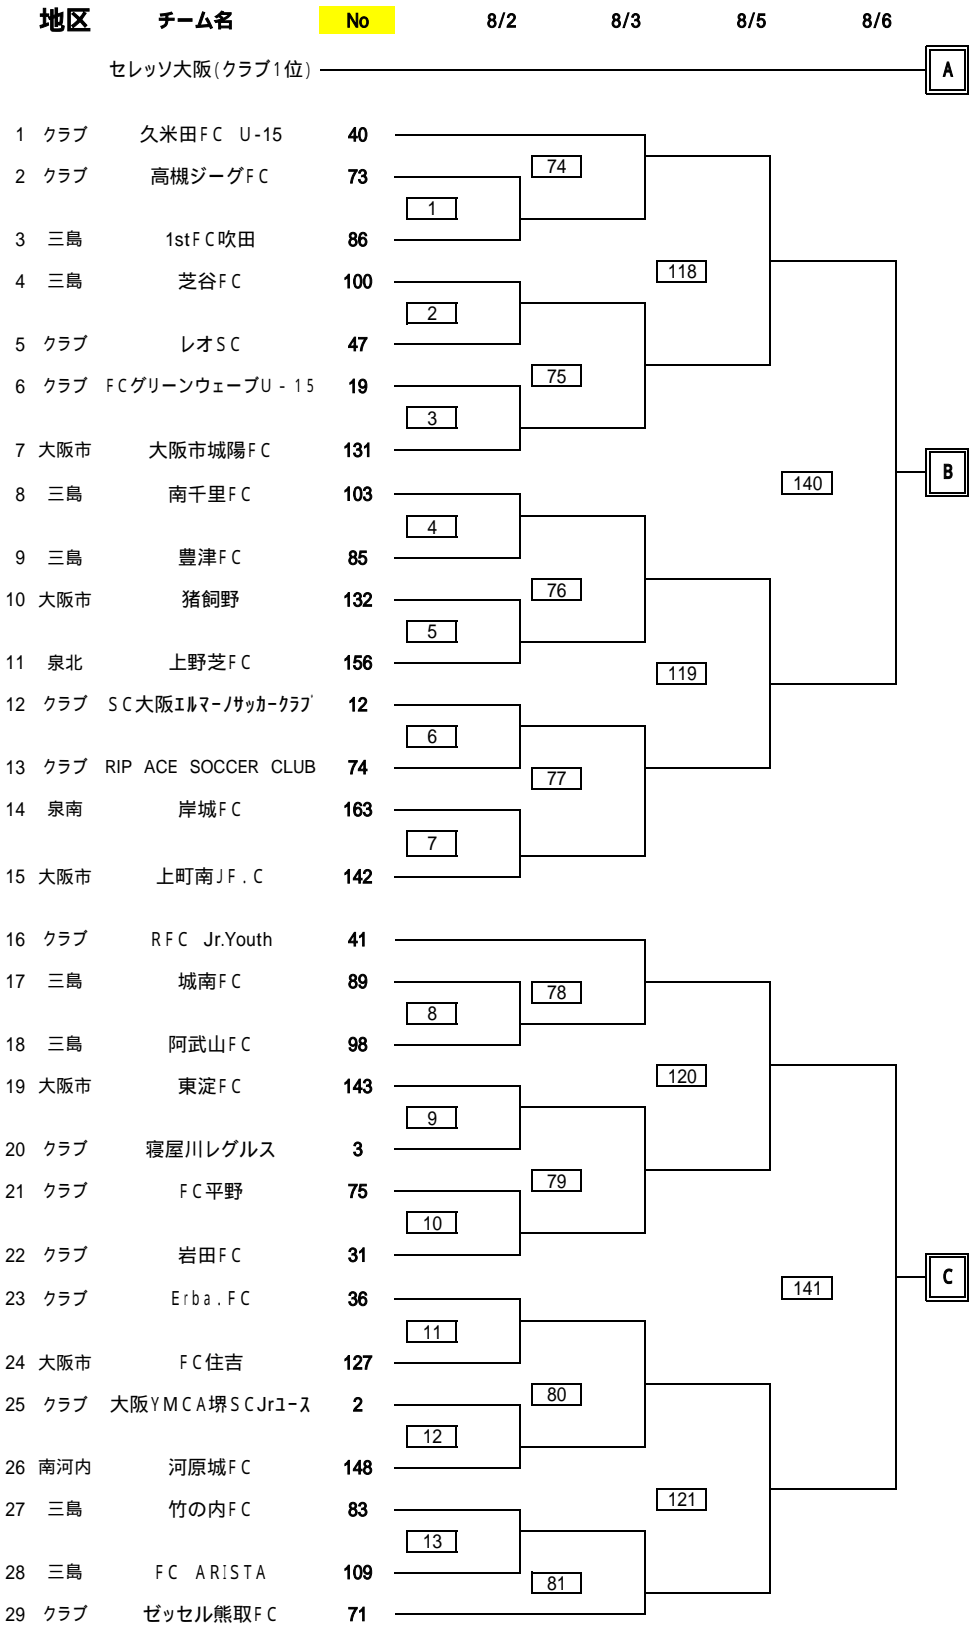 地区 チーム名 No 8/2 8/3 8/5 8/6
セレッソ大阪(クラブ1位) A
1 クラブ 久米田FC U-15 40
74
2 クラブ 高槻ジーグFC 73
1
3 三島 1stFC吹田 86
118
4 三島 芝谷FC 100
2
5 クラブ レオSC 47
75
6 クラブ FCグリーンウェーブU-15 19
3
7 大阪市 大阪市城陽FC 131
B
140
8 三島 南千里FC 103
4
9 三島 豊津FC 85
76
10 大阪市 猪飼野 132
5
11 泉北 上野芝FC 156
119
12 クラブ SC大阪エルマーノサッカークラブ 12
6
13 クラブ RIP ACE SOCCER CLUB 74
77
14 泉南 岸城FC 163
7
15 大阪市 上町南JF.C 142
16 クラブ RFC Jr.Youth 41
17 三島 城南FC 89
78
8
18 三島 阿武山FC 98
120
19 大阪市 東淀FC 143
9
20 クラブ 寝屋川レグルス 3
79
21 クラブ FC平野 75
10
22 クラブ 岩田FC 31
C
141
23 クラブ Erba.FC 36
11
24 大阪市 FC住吉 127
80
25 クラブ 大阪YMCA堺SCJrユース 2
12
26 南河内 河原城FC 148
121
27 三島 竹の内FC 83
13
28 三島 FC ARISTA 109
81
29 クラブ ゼッセル熊取FC 71